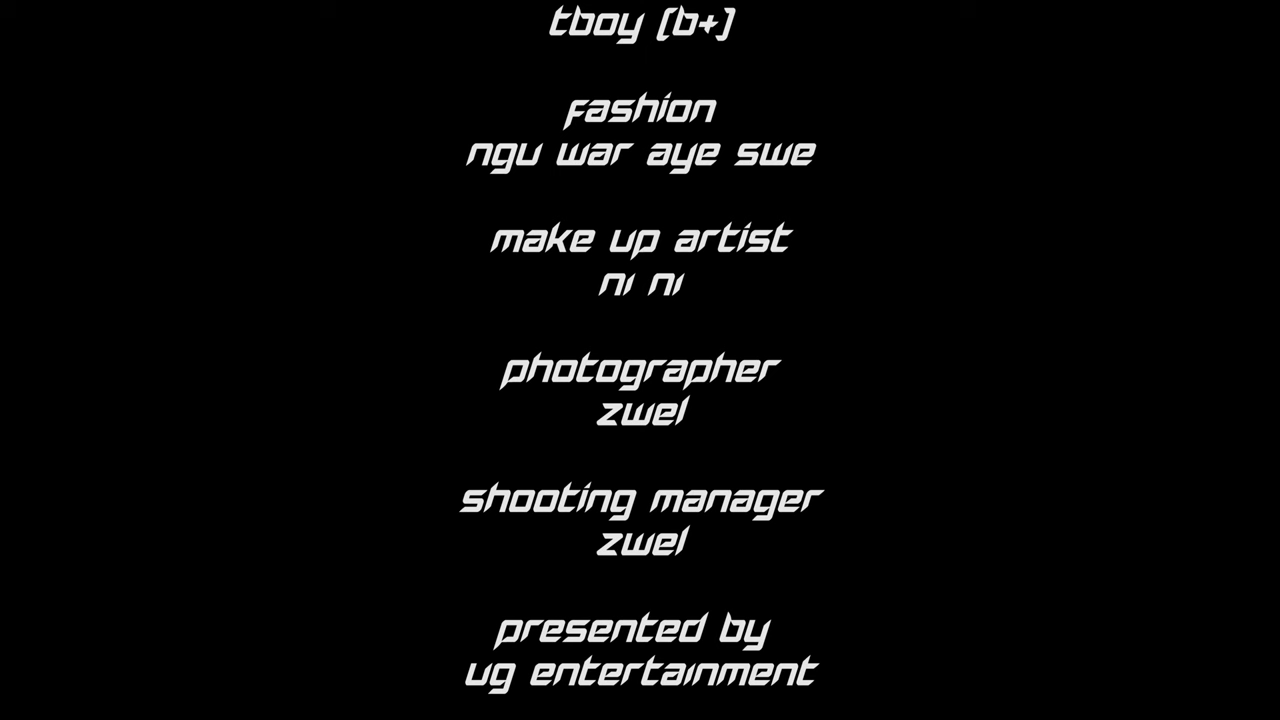 tboy (b+)
fashion
ngu war aye swe
make up artist
ni ni
photographer
zwel
shooting manager
zwel
presented by
ug entertainment